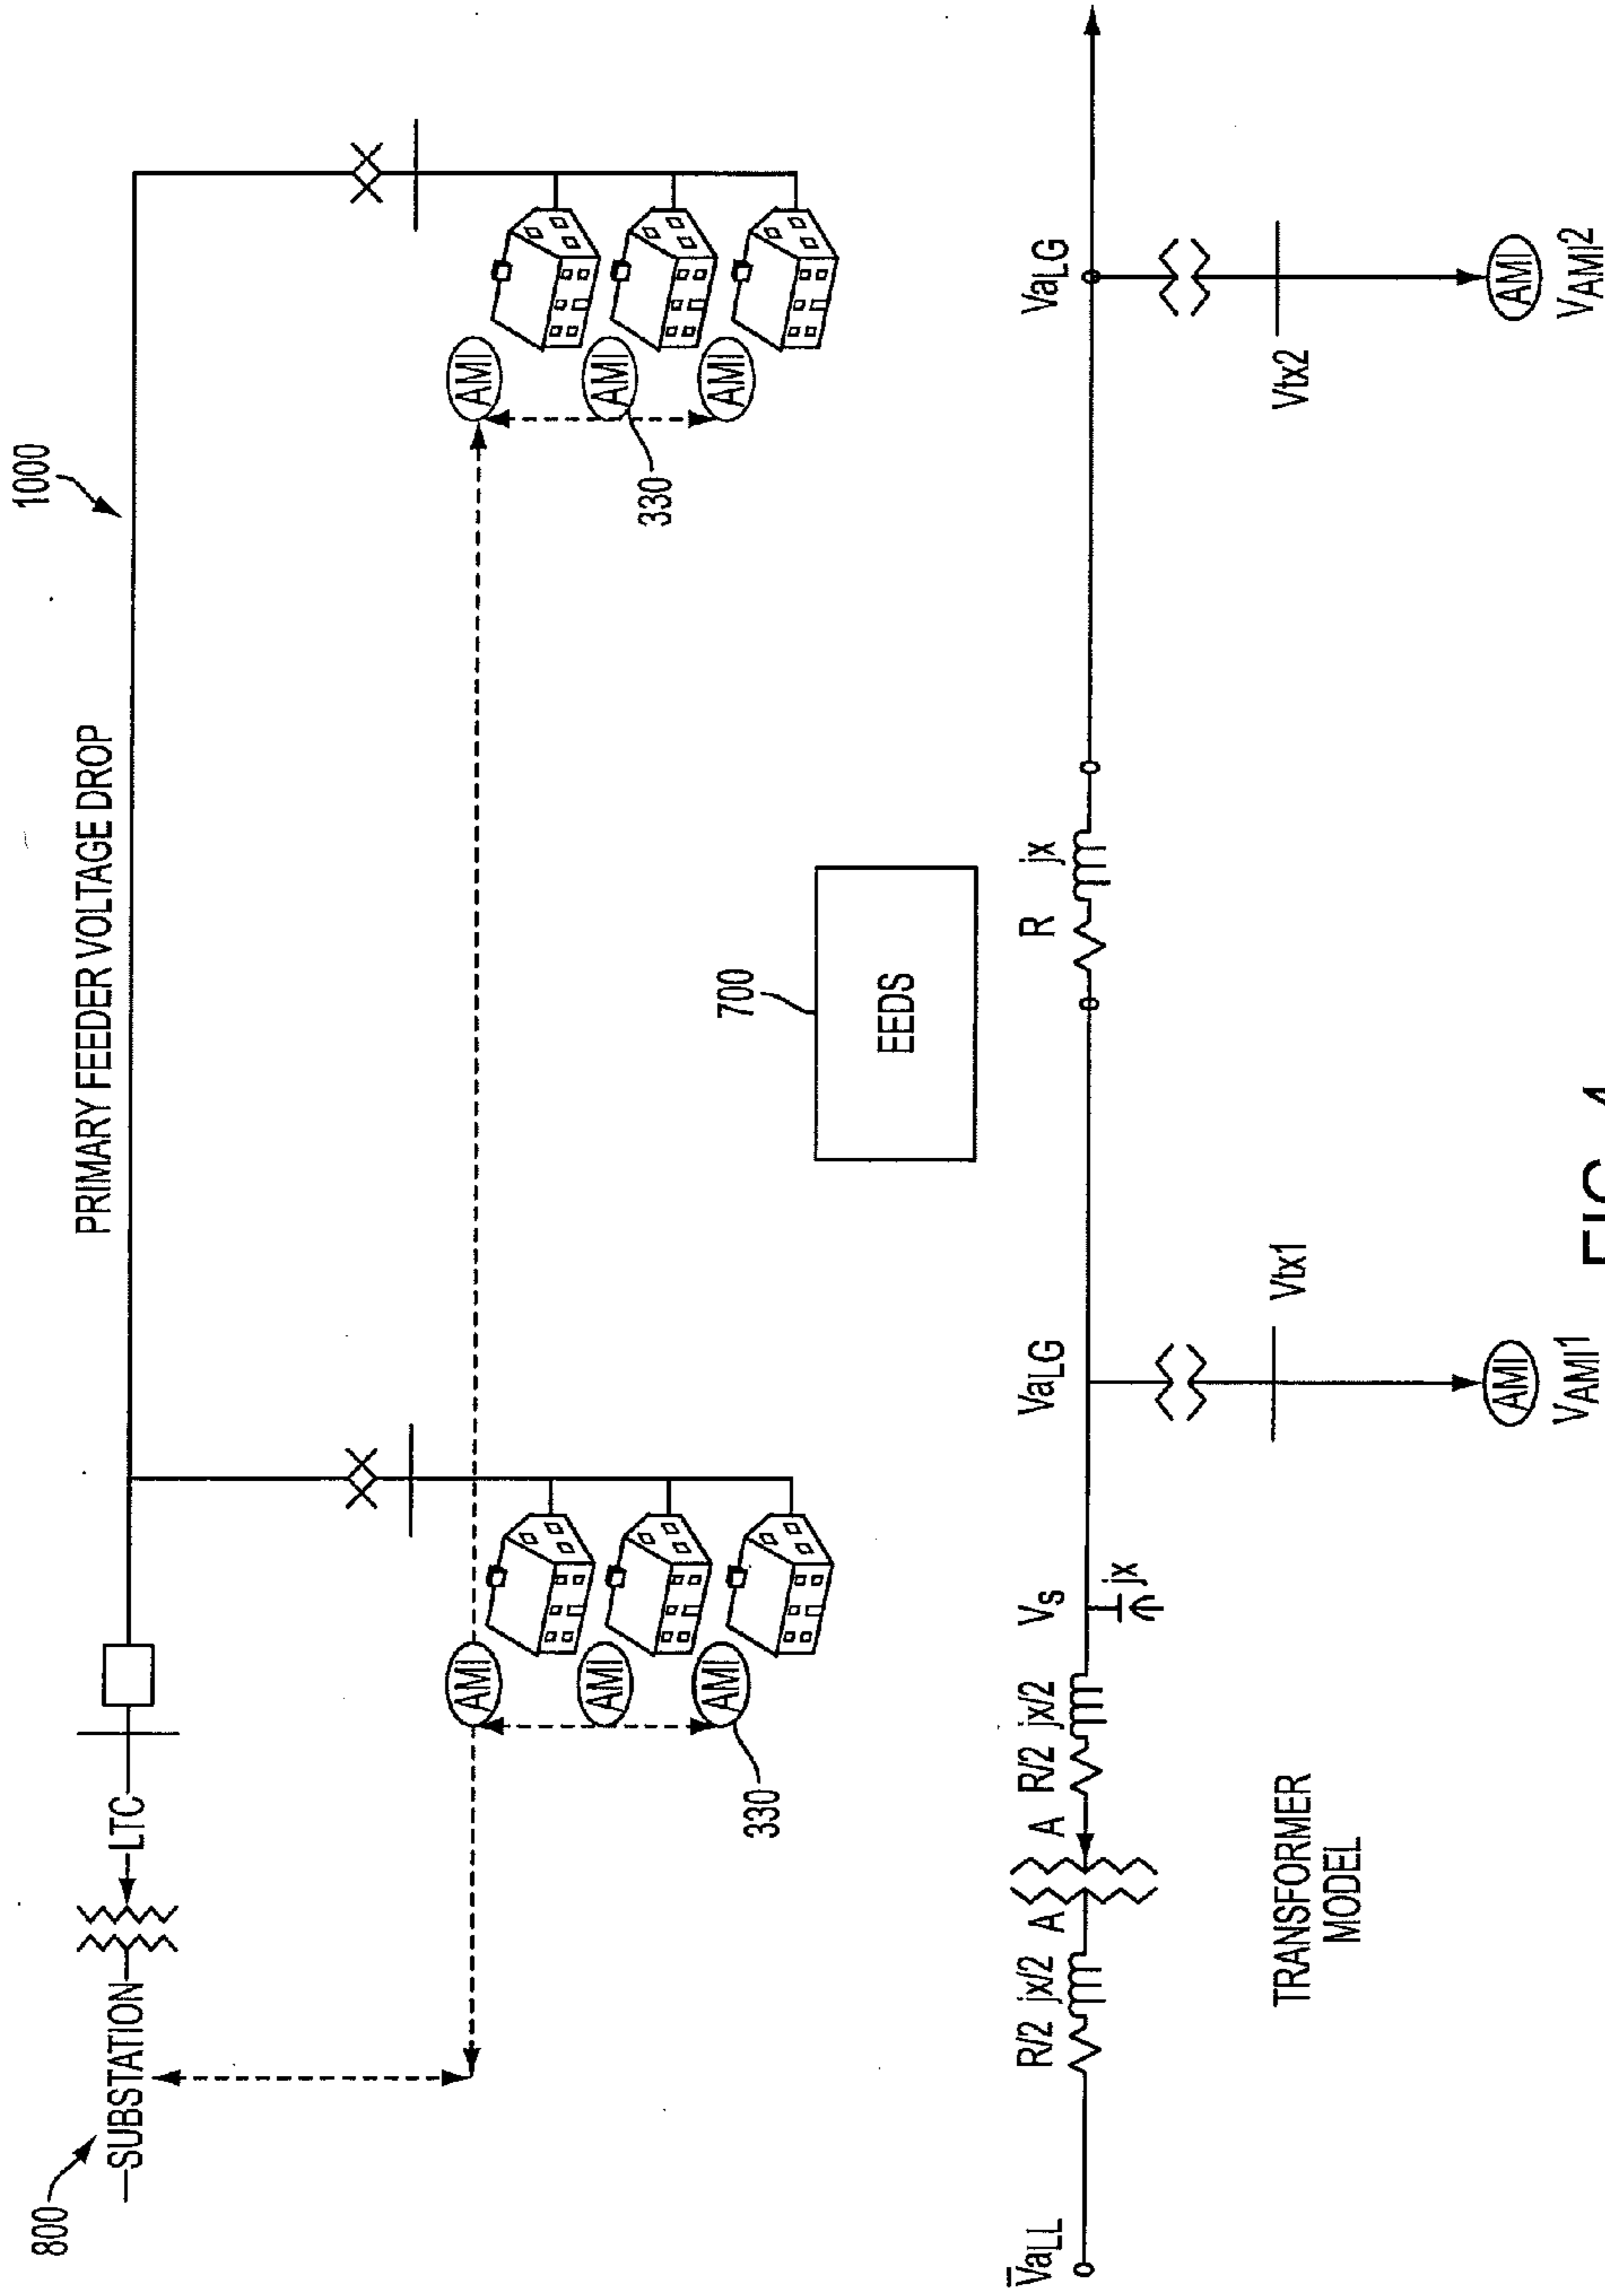 1000
PRIMARY FEEDER VOLTAGE DROP
800
SUBSTATION
LTC
AMI
AMI
AMI
330
AMI
AMI
AMI
330
700
EEDS
V̅aLL
R/2 jx/2
A
A
R/2 jx/2
Vs
jx
VaLG
R
jx
VaLG
TRANSFORMER
MODEL
Vtx1
Vtx2
AMI
VAMI1
AMI
VAMI2
FIG. 4